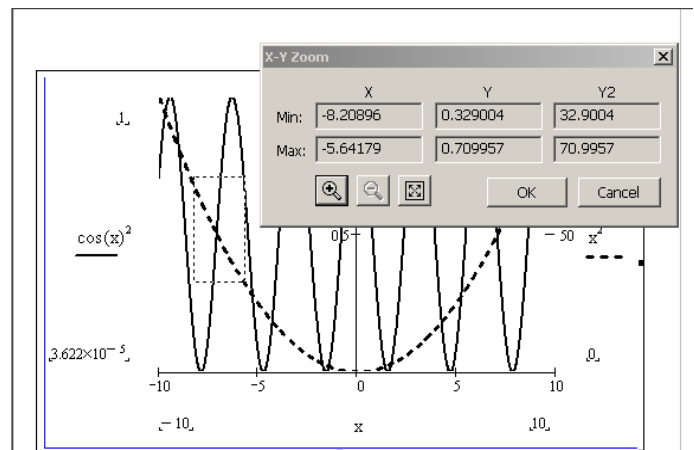 X-Y Zoom
X Y Y2
Min: -8.20896 0.329004 32.9004
Max: -5.64179 0.709957 70.9957
OK Cancel
1
cos(x)²
0.5
50
x²
3.622×10⁻⁵
0
-10 -5 0 5 10
-10 x 10